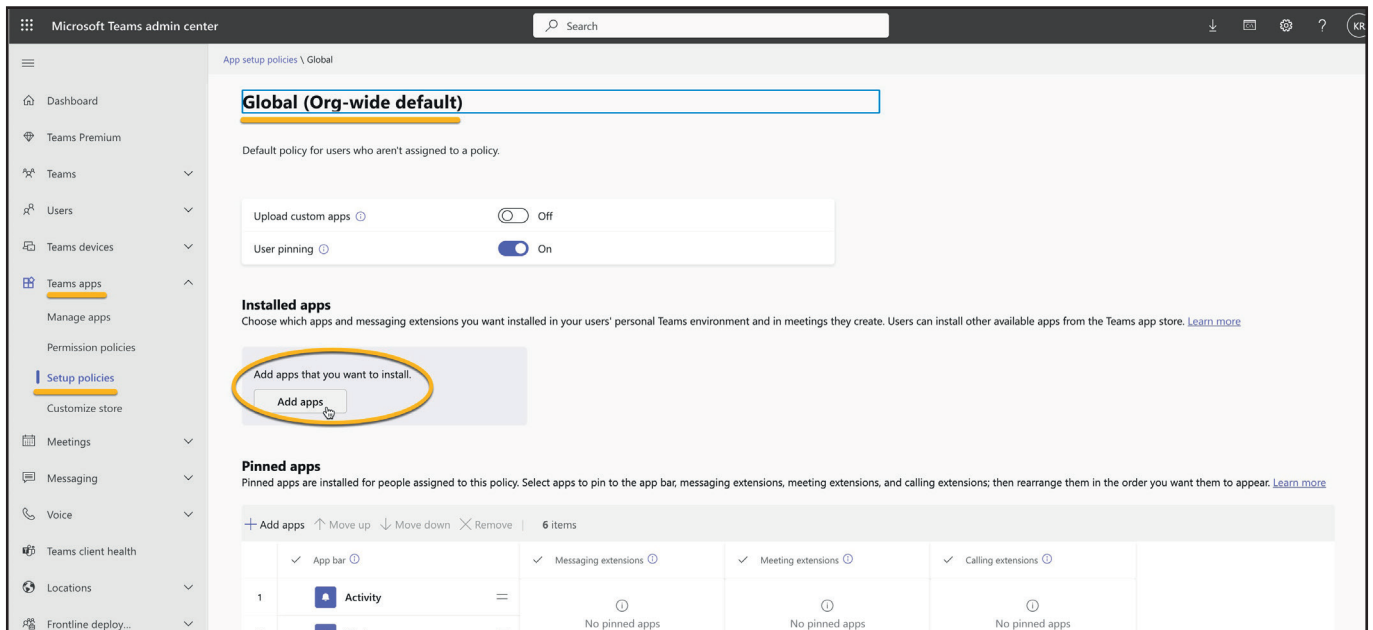 Microsoft Teams admin center
Search
?
KR
App setup policies \ Global
Dashboard
Teams Premium
Teams
Users
Teams devices
Teams apps
Manage apps
Permission policies
Setup policies
Customize store
Meetings
Messaging
Voice
Teams client health
Locations
Frontline deploy...
Global (Org-wide default)
Default policy for users who aren't assigned to a policy.
Upload custom apps Off
User pinning On
Installed apps
Choose which apps and messaging extensions you want installed in your users' personal Teams environment and in meetings they create. Users can install other available apps from the Teams app store. Learn more
Add apps that you want to install.
Add apps
Pinned apps
Pinned apps are installed for people assigned to this policy. Select apps to pin to the app bar, messaging extensions, meeting extensions, and calling extensions; then rearrange them in the order you want them to appear. Learn more
+ Add apps ↑ Move up ↓ Move down × Remove | 6 items
App bar Messaging extensions Meeting extensions Calling extensions
1 Activity
No pinned apps No pinned apps No pinned apps